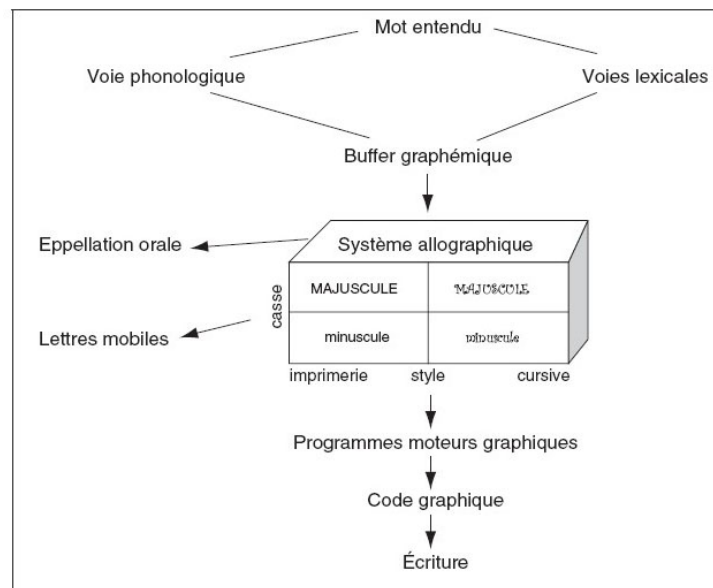 Mot entendu
Voie phonologique
Voies lexicales
Buffer graphémique
Eppellation orale
Système allographique
casse
MAJUSCULE
MAJUSCULE
Lettres mobiles
minuscule
minuscule
imprimerie
style
cursive
Programmes moteurs graphiques
Code graphique
Écriture